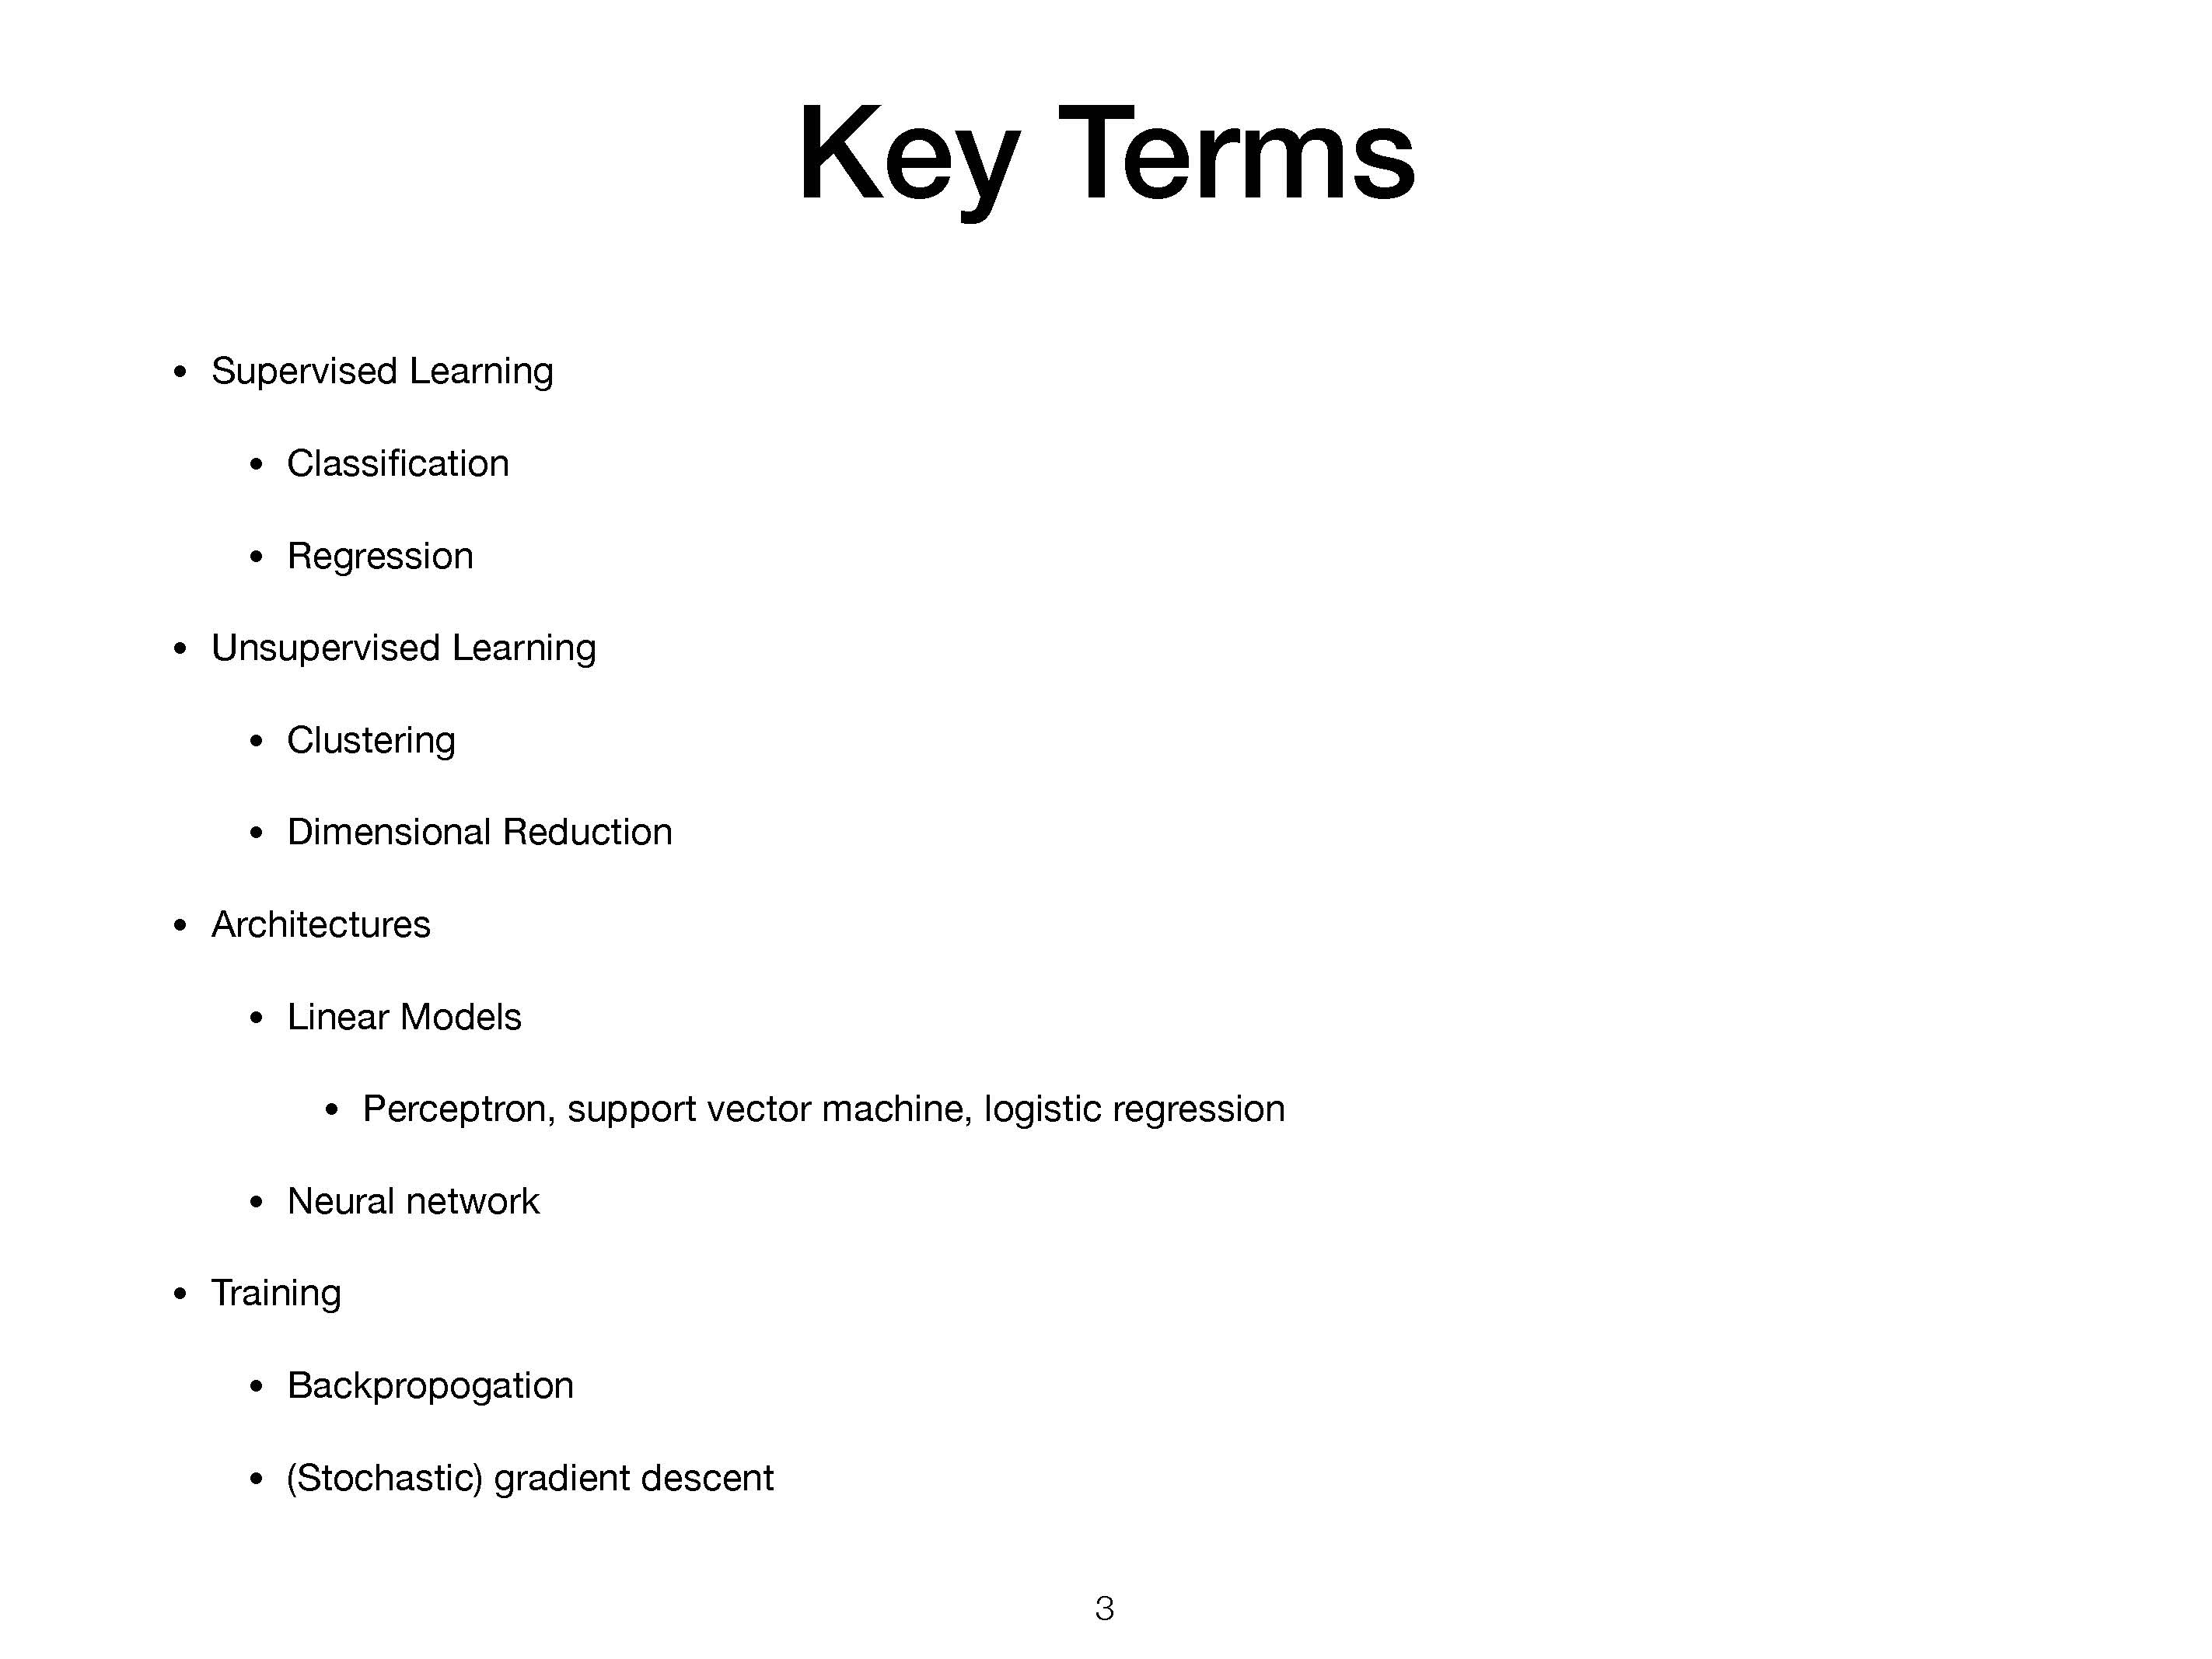 Key Terms
• Supervised Learning
• Classification
• Regression
• Unsupervised Learning
• Clustering
• Dimensional Reduction
• Architectures
• Linear Models
• Perceptron, support vector machine, logistic regression
• Neural network
• Training
• Backpropogation
• (Stochastic) gradient descent
3